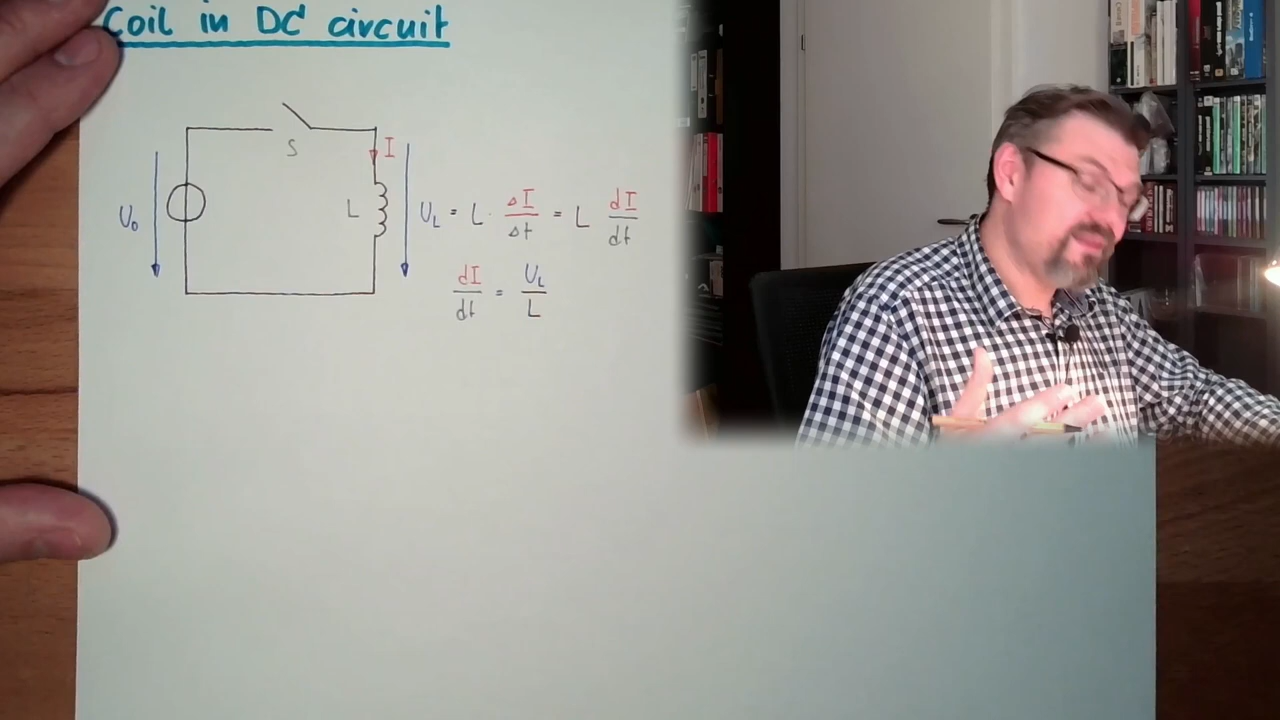 Coil in DC circuit
S
I
U₀
L
U_L = L · ΔI/Δt = L dI/dt
dI/dt = U_L/L